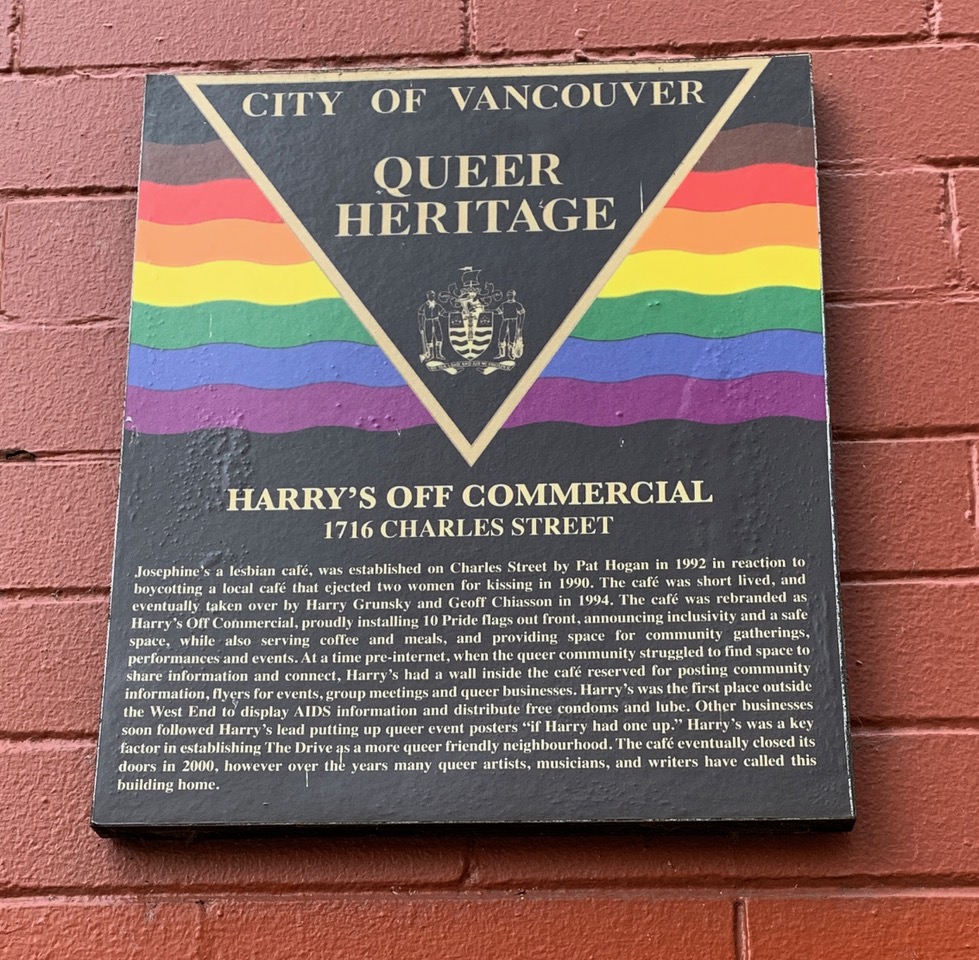 CITY OF VANCOUVER
QUEER
HERITAGE
HARRY'S OFF COMMERCIAL
1716 CHARLES STREET
Josephine's a lesbian café, was established on Charles Street by Pat Hogan in 1992 in reaction to
boycotting a local café that ejected two women for kissing in 1990. The café was short lived, and
eventually taken over by Harry Grunsky and Geoff Chiasson in 1994. The café was rebranded as
Harry's Off Commercial, proudly installing 10 Pride flags out front, announcing inclusivity and a safe
space, while also serving coffee and meals, and providing space for community gatherings,
performances and events. At a time pre-internet, when the queer community struggled to find space to
share information and connect, Harry's had a wall inside the café reserved for posting community
information, flyers for events, group meetings and queer businesses. Harry's was the first place outside
the West End to display AIDS information and distribute free condoms and lube. Other businesses
soon followed Harry's lead putting up queer event posters “if Harry had one up.” Harry's was a key
factor in establishing The Drive as a more queer friendly neighbourhood. The café eventually closed its
doors in 2000, however over the years many queer artists, musicians, and writers have called this
building home.